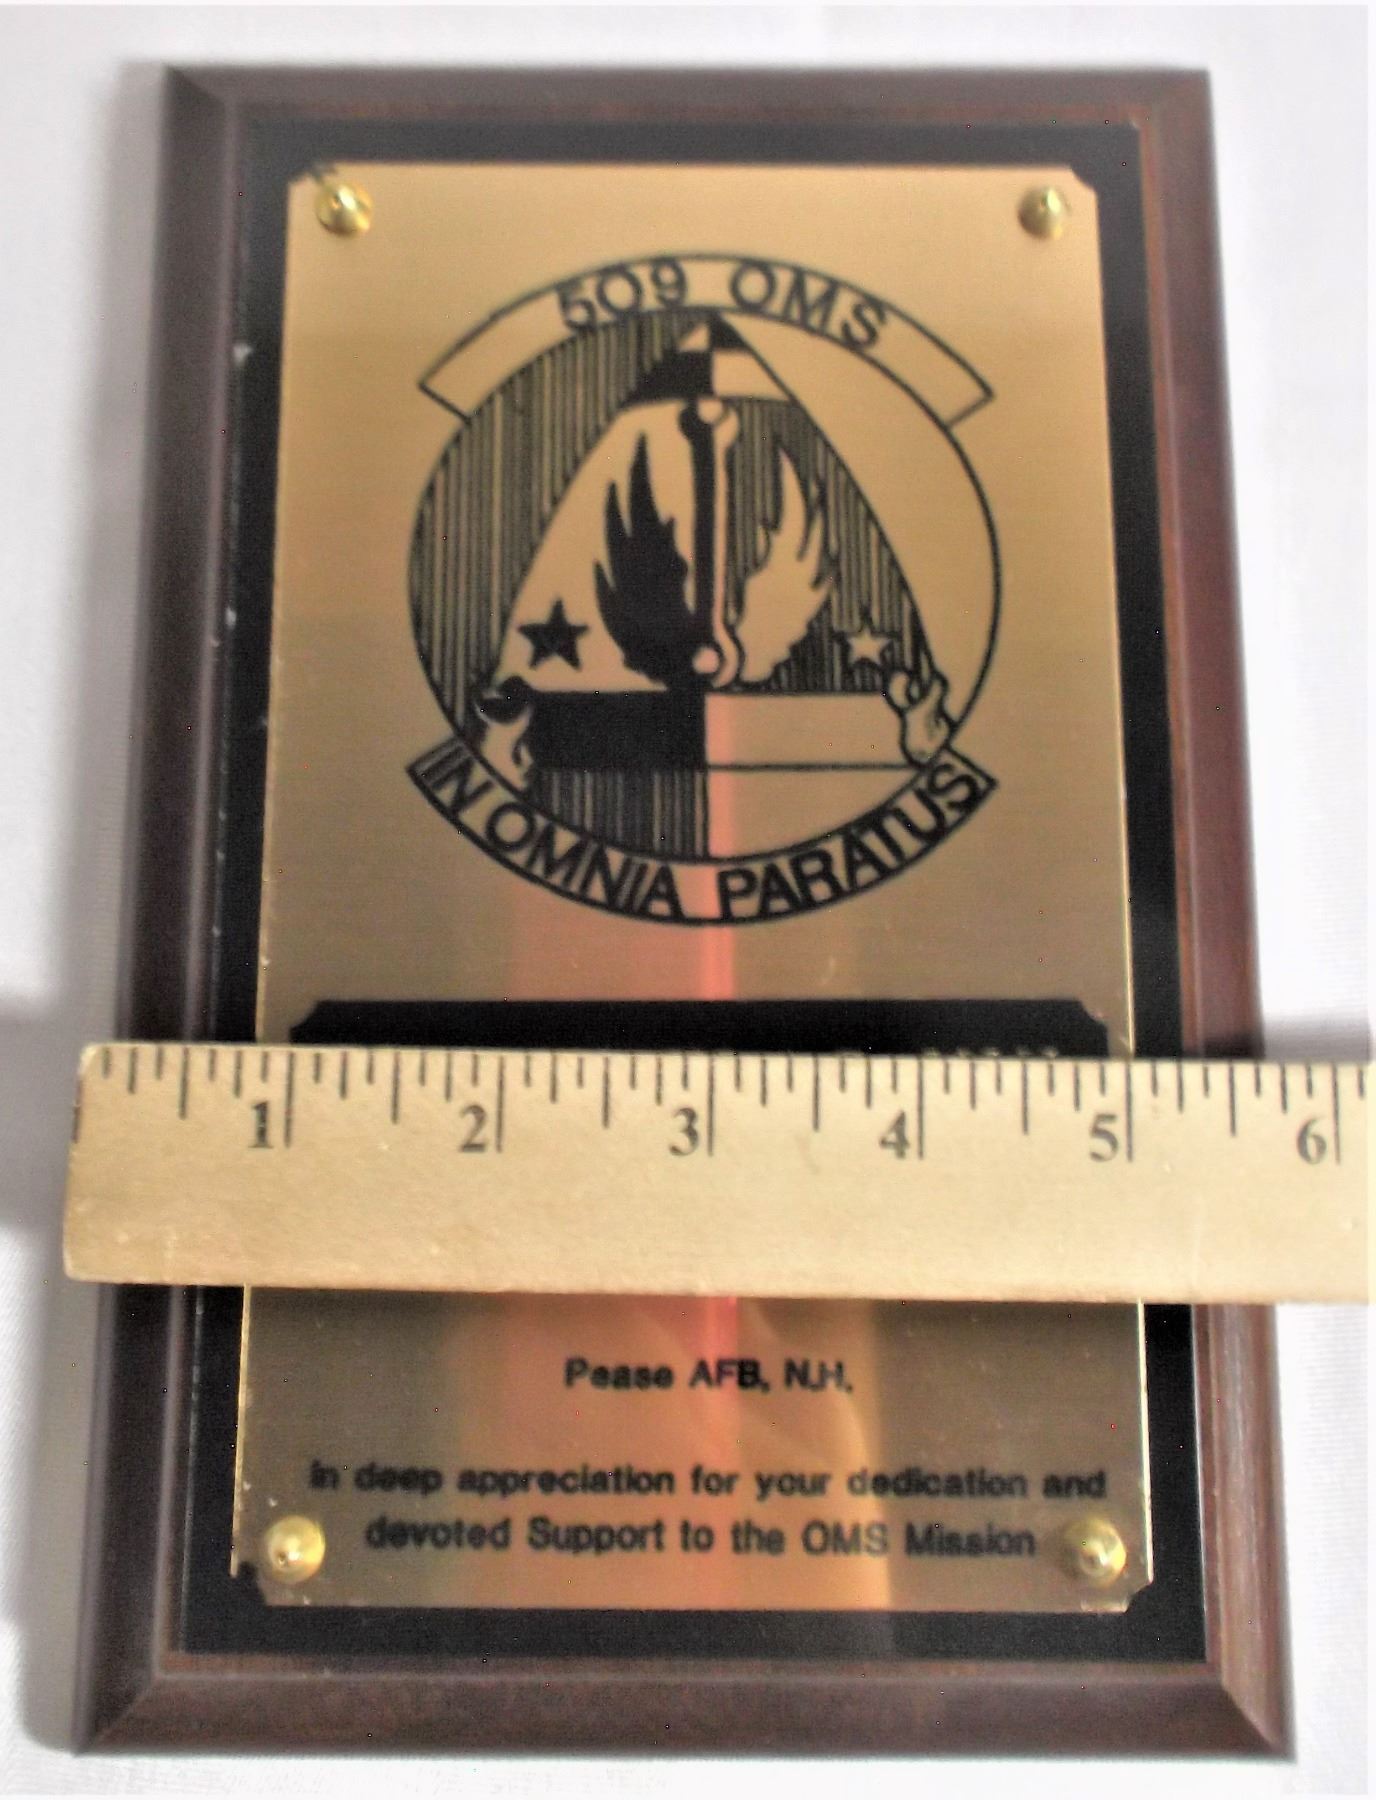 509 OMS
IN OMNIA PARATUS
1 2 3 4 5 6
Pease AFB, N.H.
In deep appreciation for your dedication and
devoted Support to the OMS Mission